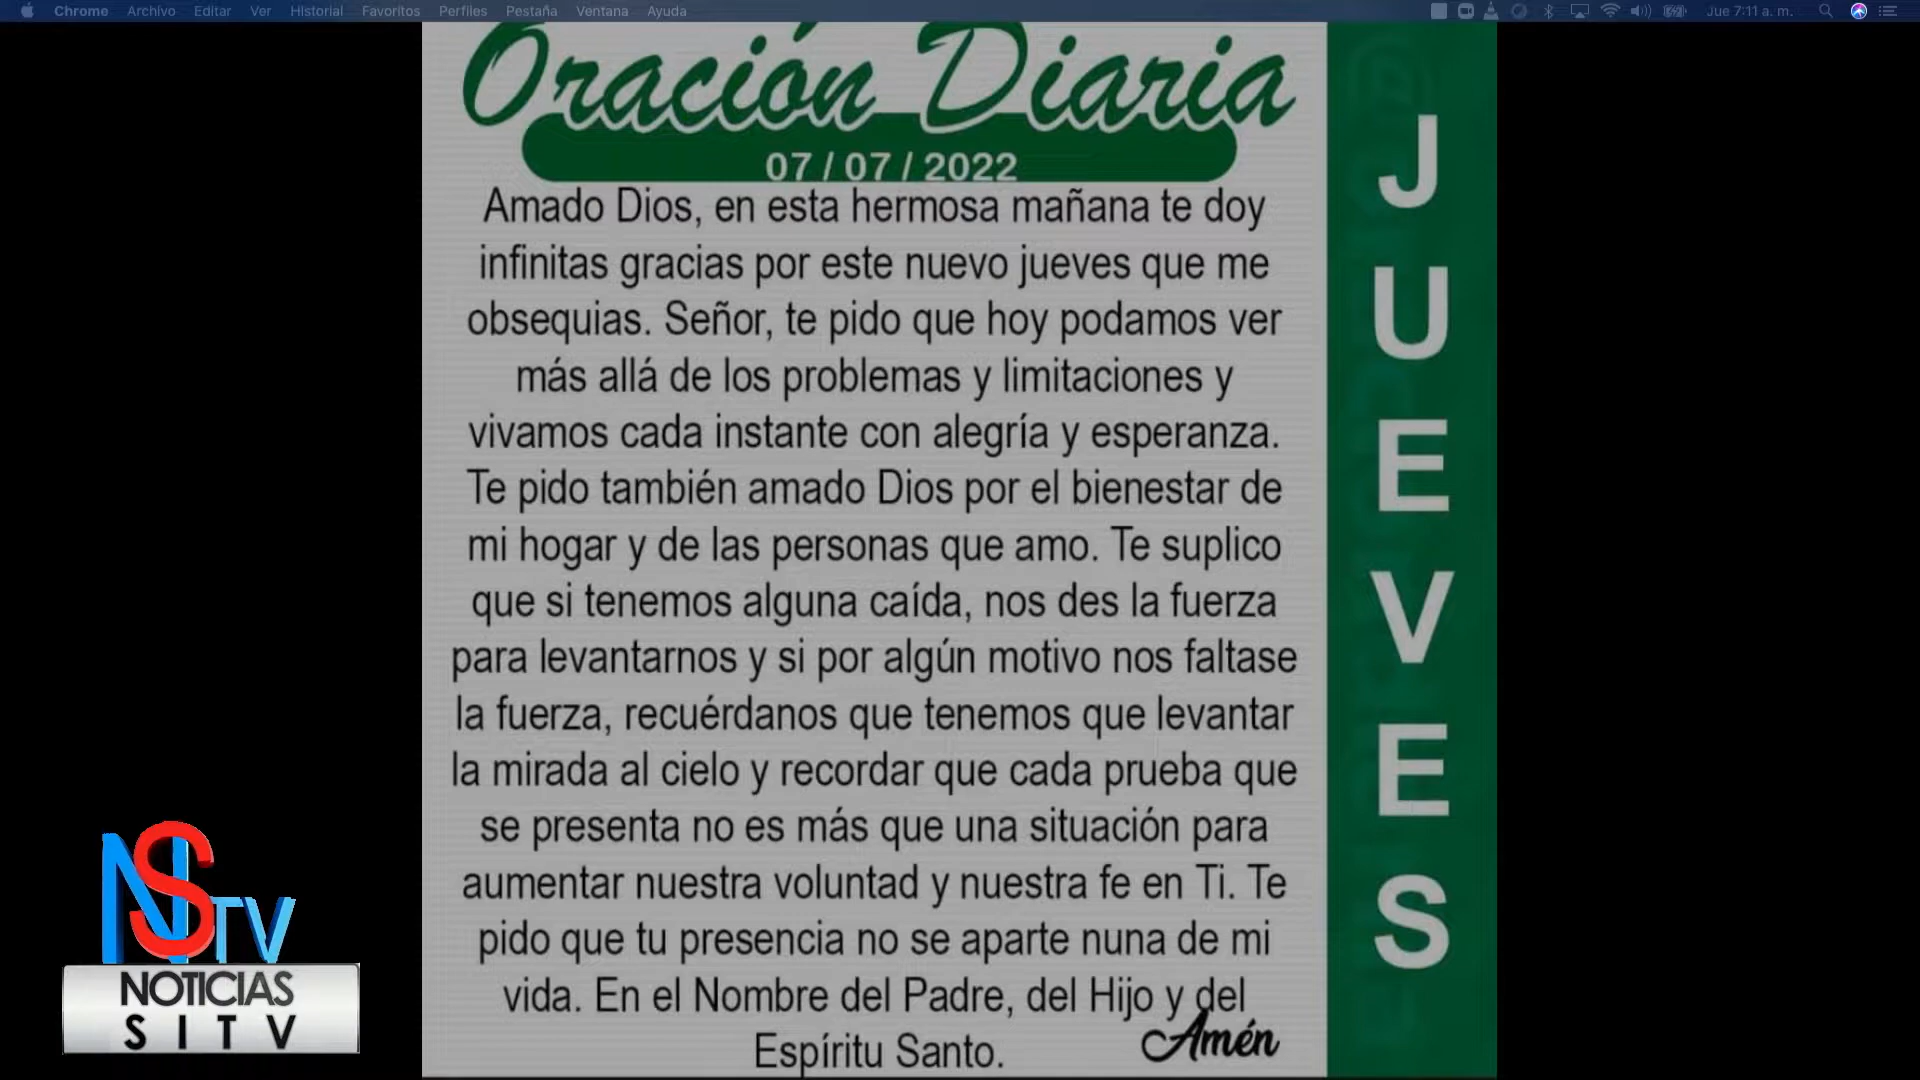 Chrome Archivo Editar Ver Historial Favoritos Perfiles Pestaña Ventana Ayuda
Jue 7:11 a. m.
Oración Diaria
07 / 07 / 2022
Amado Dios, en esta hermosa mañana te doy
infinitas gracias por este nuevo jueves que me
obsequias. Señor, te pido que hoy podamos ver
más allá de los problemas y limitaciones y
vivamos cada instante con alegría y esperanza.
Te pido también amado Dios por el bienestar de
mi hogar y de las personas que amo. Te suplico
que si tenemos alguna caída, nos des la fuerza
para levantarnos y si por algún motivo nos faltase
la fuerza, recuérdanos que tenemos que levantar
la mirada al cielo y recordar que cada prueba que
se presenta no es más que una situación para
aumentar nuestra voluntad y nuestra fe en Ti. Te
pido que tu presencia no se aparte nuna de mi
vida. En el Nombre del Padre, del Hijo y del
Espíritu Santo.
Amén
J
U
E
V
E
S
NSTV
NOTICIAS
SITV